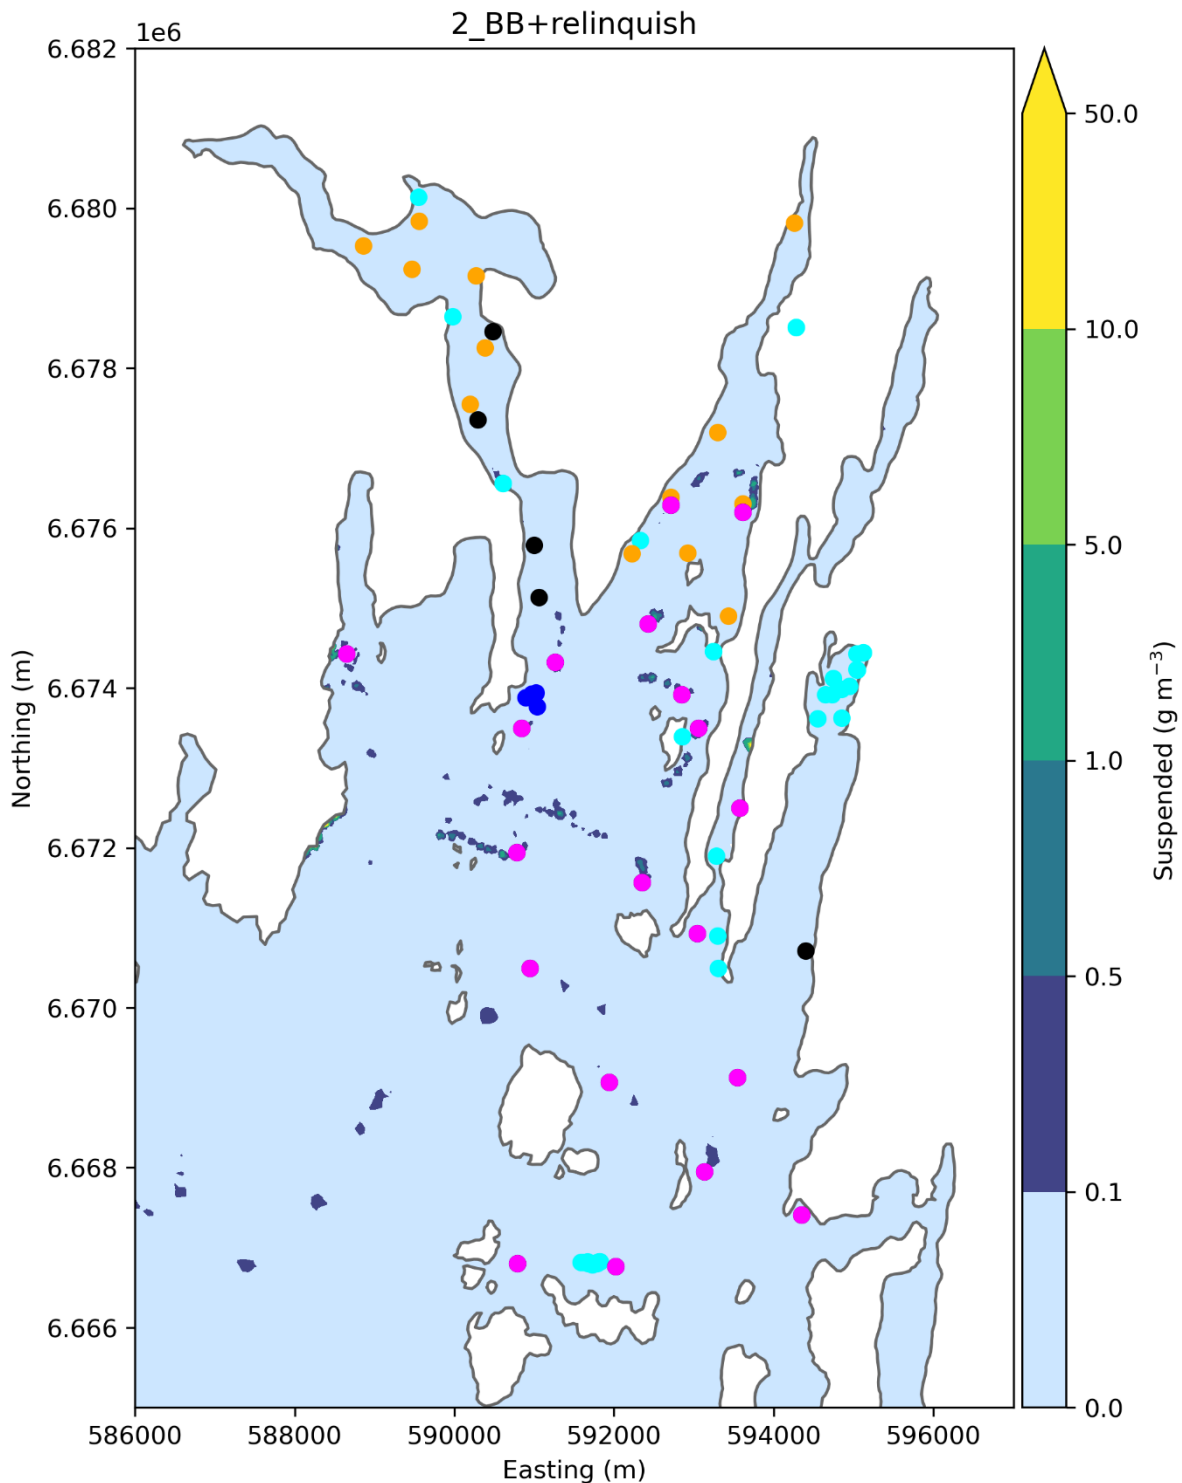 2_BB+relinquish
1e6
6.682
6.680
6.678
6.676
6.674
6.672
6.670
6.668
6.666
Northing (m)
586000 588000 590000 592000 594000 596000
Easting (m)
50.0
10.0
5.0
1.0
0.5
0.1
0.0
Suspended (g m⁻³)